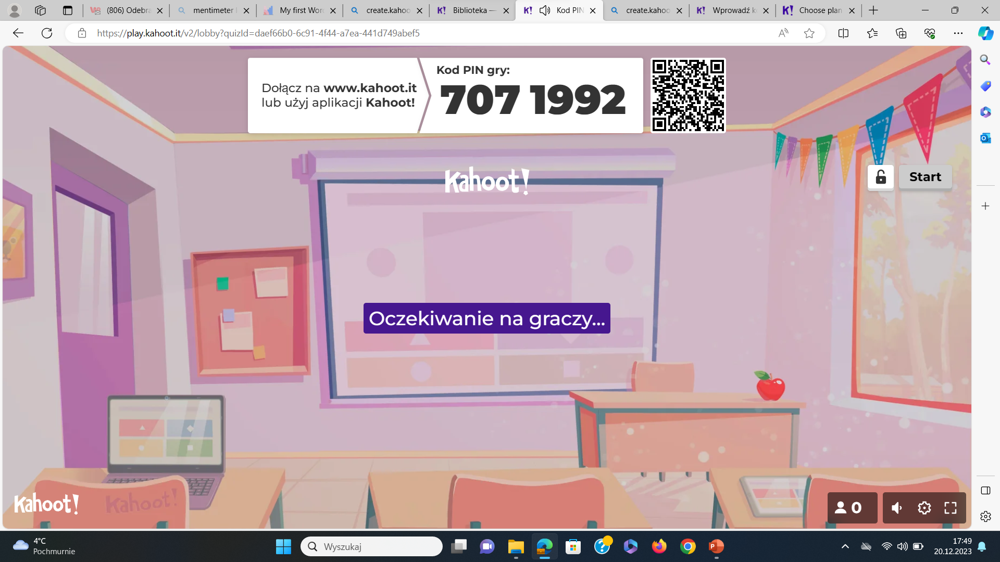 (806) Odebra
mentimeter
My first Wor
create.kahoo
Biblioteka —
Kod PIN
create.kahoo
Wprowadź k
Choose plan
https://play.kahoot.it/v2/lobby?quizId=daef66b0-6c91-4f44-a7ea-441d749abef5
Dołącz na www.kahoot.it
lub użyj aplikacji Kahoot!
Kod PIN gry:
707 1992
Kahoot!
Start
Oczekiwanie na graczy...
Kahoot!
Kahoot!
0
4°C
Pochmurnie
Wyszukaj
17:49
20.12.2023